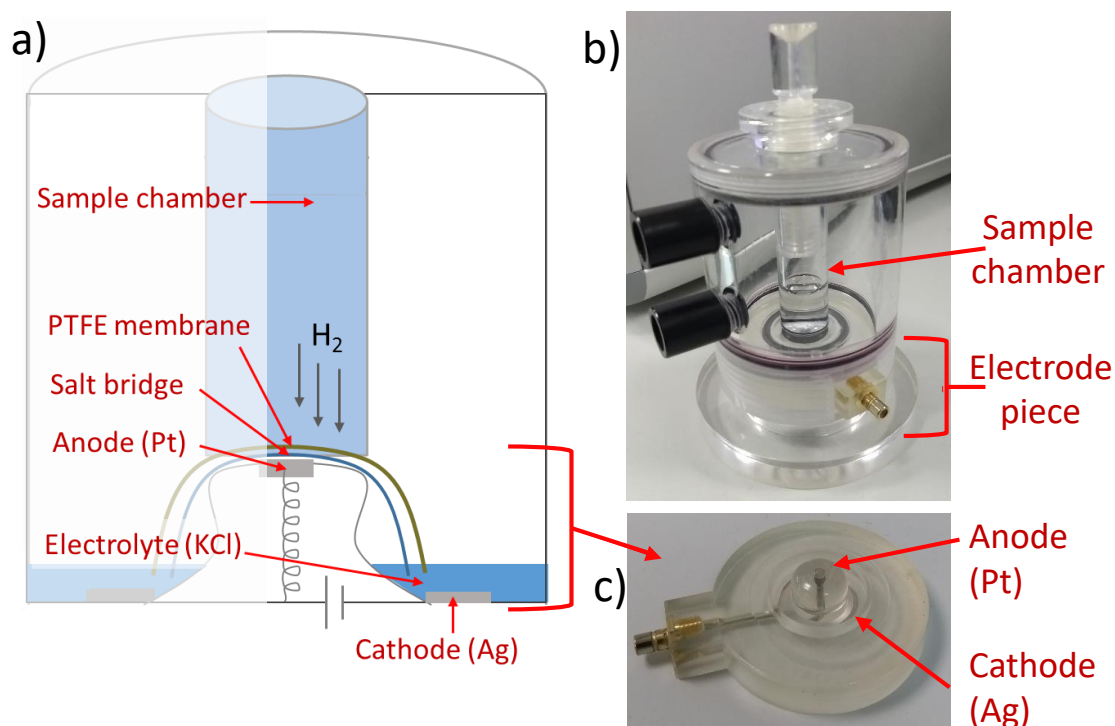 a)
Sample chamber
PTFE membrane
H2
Salt bridge
Anode (Pt)
Electrolyte (KCl)
Cathode (Ag)
b)
Sample
chamber
Electrode
piece
c)
Anode
(Pt)
Cathode
(Ag)